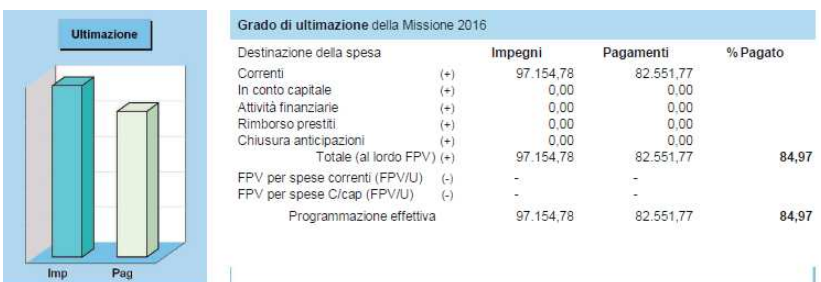 Ultimazione
Imp Pag
Grado di ultimazione della Missione 2016
Destinazione della spesa Impegni Pagamenti % Pagato
Correnti (+) 97.154,78 82.551,77
In conto capitale (+) 0,00 0,00
Attività finanziarie (+) 0,00 0,00
Rimborso prestiti (+) 0,00 0,00
Chiusura anticipazioni (+) 0,00 0,00
Totale (al lordo FPV) (+) 97.154,78 82.551,77 84,97
FPV per spese correnti (FPV/U) (-) - -
FPV per spese C/cap (FPV/U) (-) - -
Programmazione effettiva 97.154,78 82.551,77 84,97